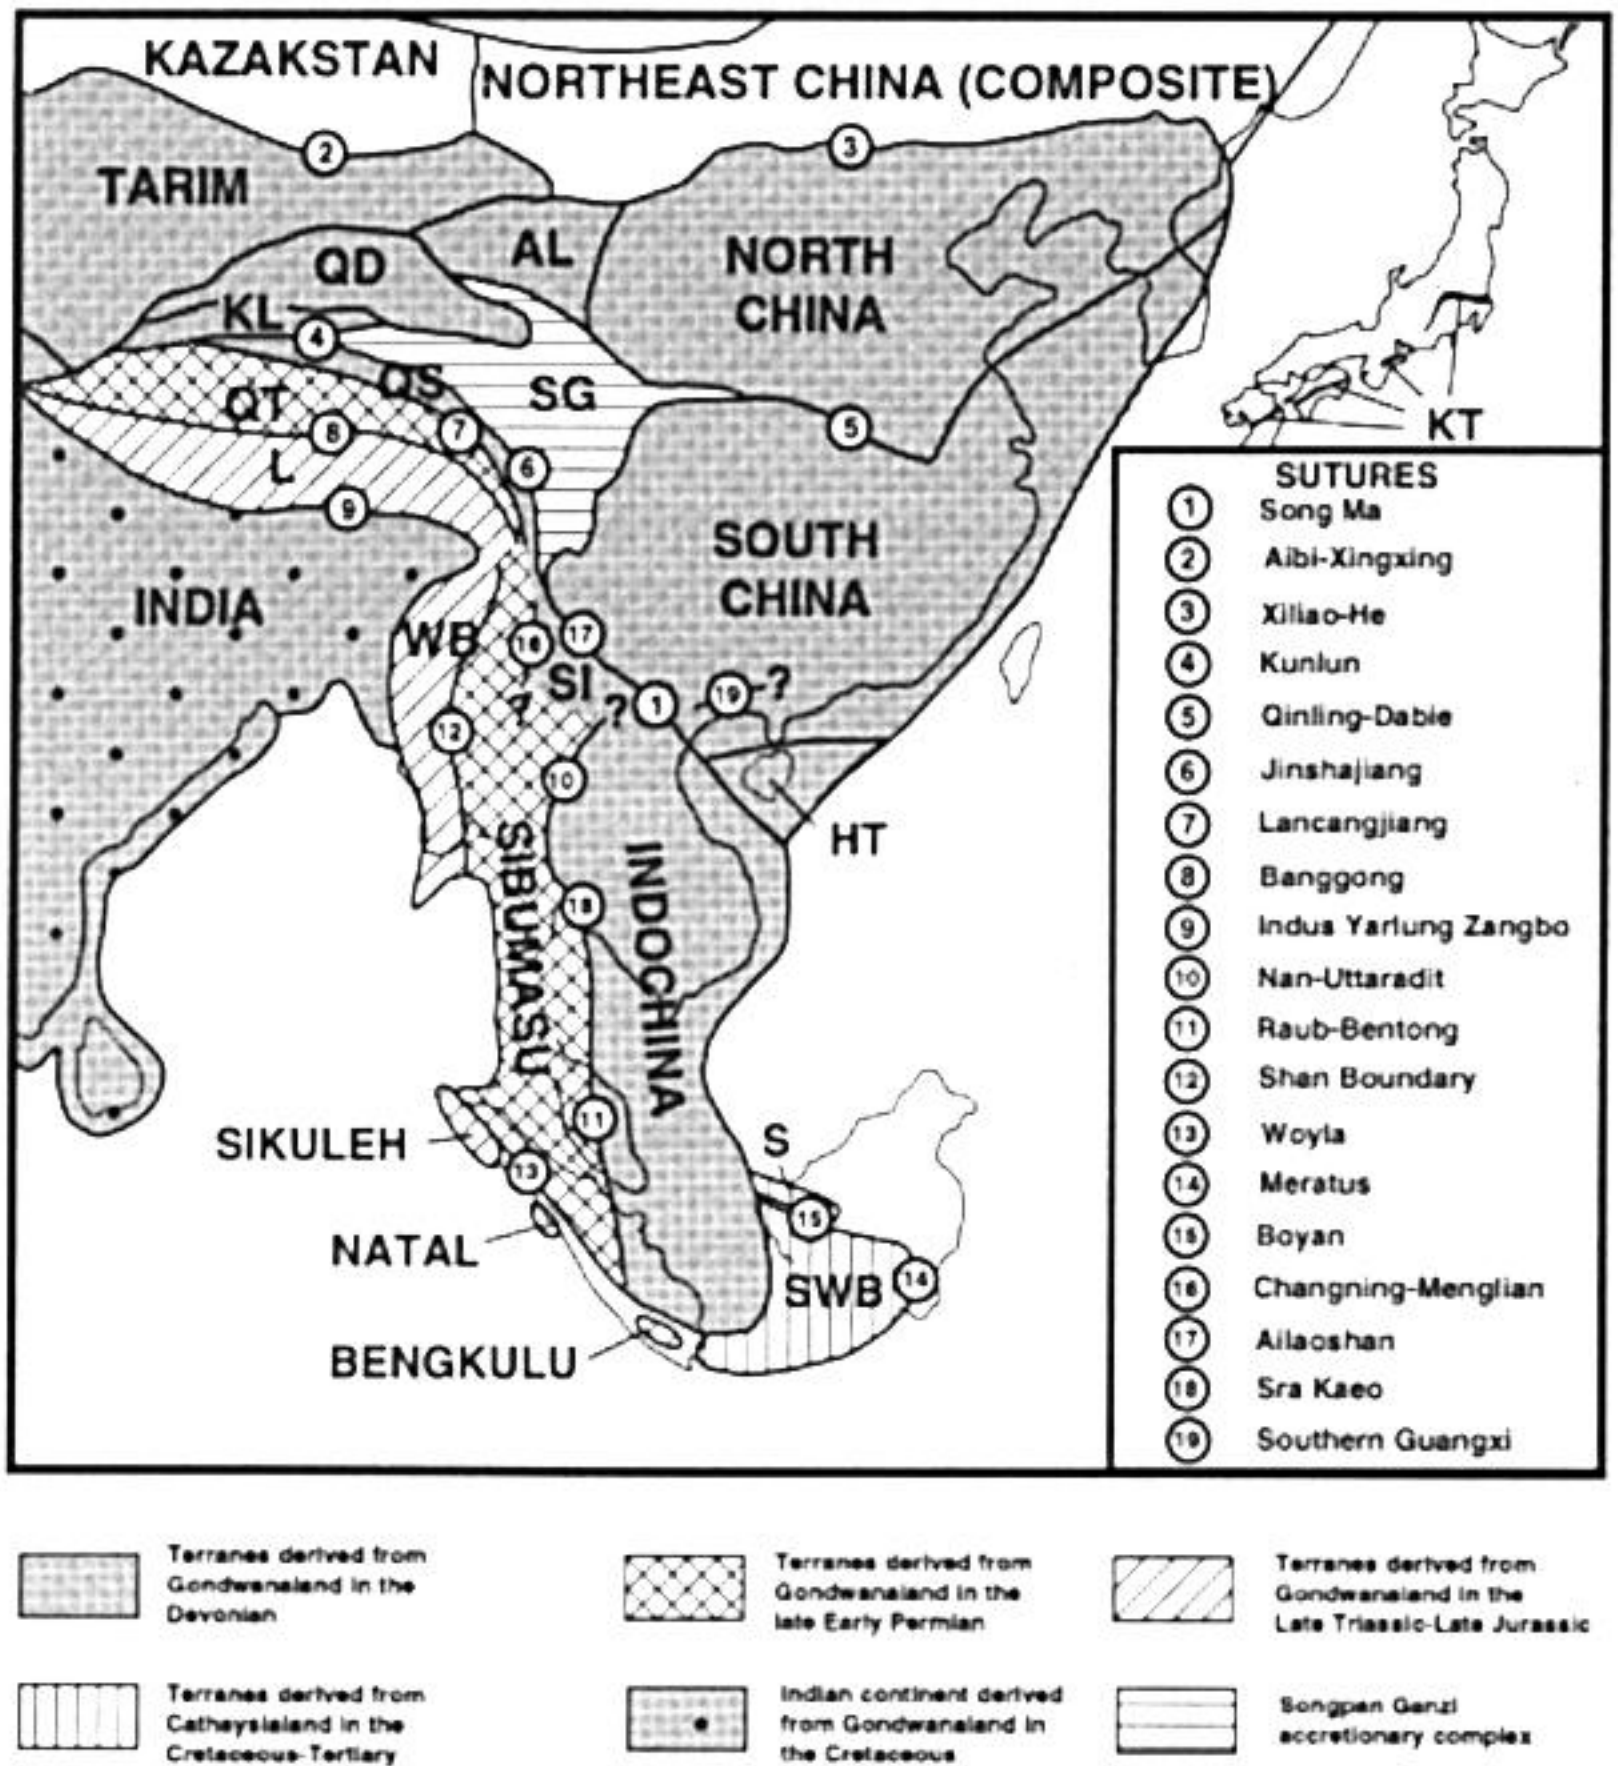 KAZAKSTAN
NORTHEAST CHINA (COMPOSITE)
2
3
TARIM
QD
AL
NORTH
CHINA
KL
4
QS
SG
QT
8
7
5
KT
L
6
9
SOUTH
CHINA
INDIA
WB
16
17
SI
?
?
1
19
-?
12
10
HT
SIBUMASU
INDOCHINA
18
11
SIKULEH
13
S
15
NATAL
SWB
14
BENGKULU
SUTURES
1 Song Ma
2 Aibi-Xingxing
3 Xiliao-He
4 Kunlun
5 Qinling-Dabie
6 Jinshajiang
7 Lancangjiang
8 Banggong
9 Indus Yarlung Zangbo
10 Nan-Uttaradit
11 Raub-Bentong
12 Shan Boundary
13 Woyla
14 Meratus
15 Boyan
16 Changning-Menglian
17 Ailaoshan
18 Sra Kaeo
19 Southern Guangxi
Terranes derived from
Gondwanaland in the
Devonian
Terranes derived from
Gondwanaland in the
late Early Permian
Terranes derived from
Gondwanaland in the
Late Triassic-Late Jurassic
Terranes derived from
Cathaysialand in the
Cretaceous-Tertiary
Indian continent derived
from Gondwanaland in
the Cretaceous
Songpan Ganzi
accretionary complex